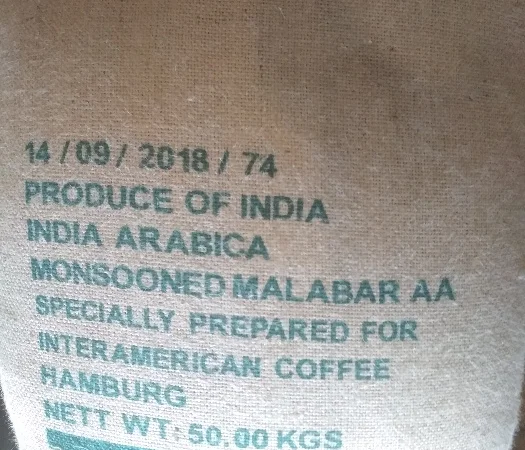 14 / 09 / 2018 / 74
PRODUCE OF INDIA
INDIA ARABICA
MONSOONED MALABAR AA
SPECIALLY PREPARED FOR
INTERAMERICAN COFFEE
HAMBURG
NETT WT: 50.00 KGS